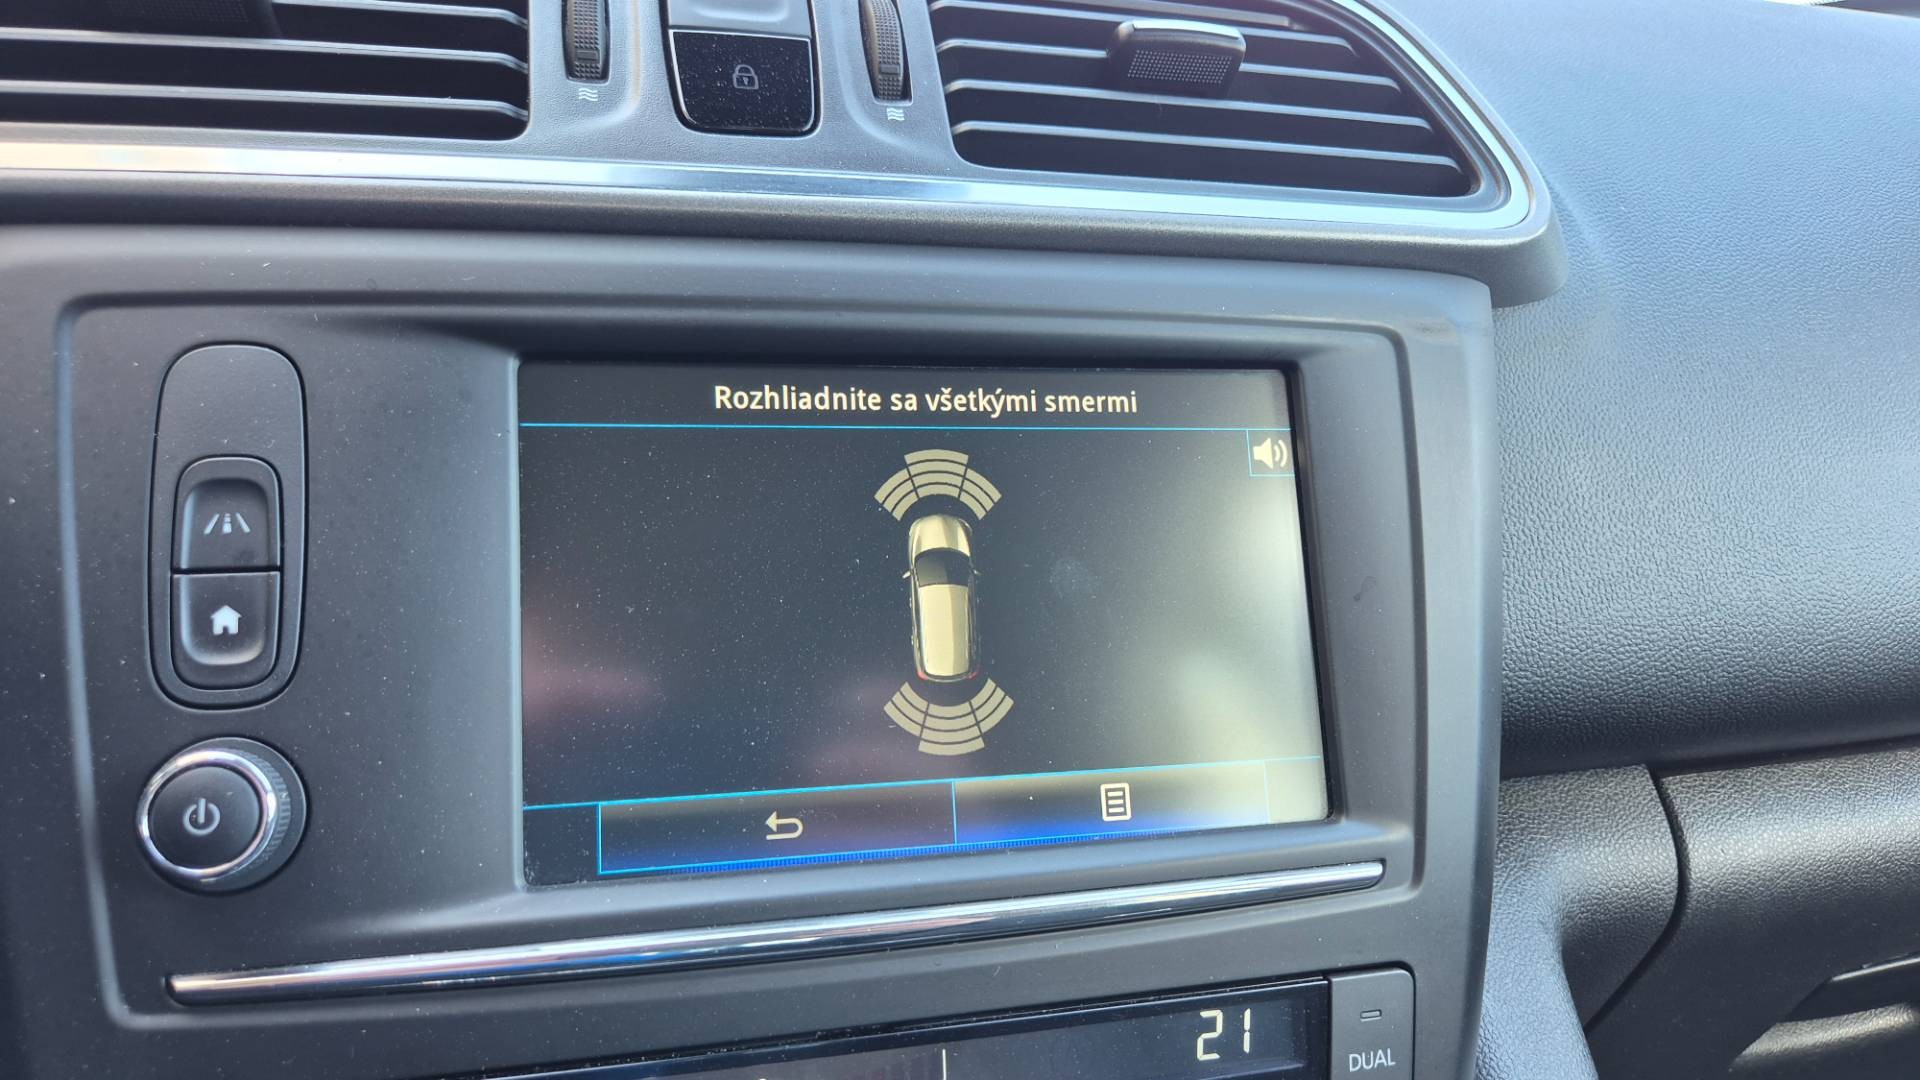 Rozhliadnite sa všetkými smermi
21
DUAL